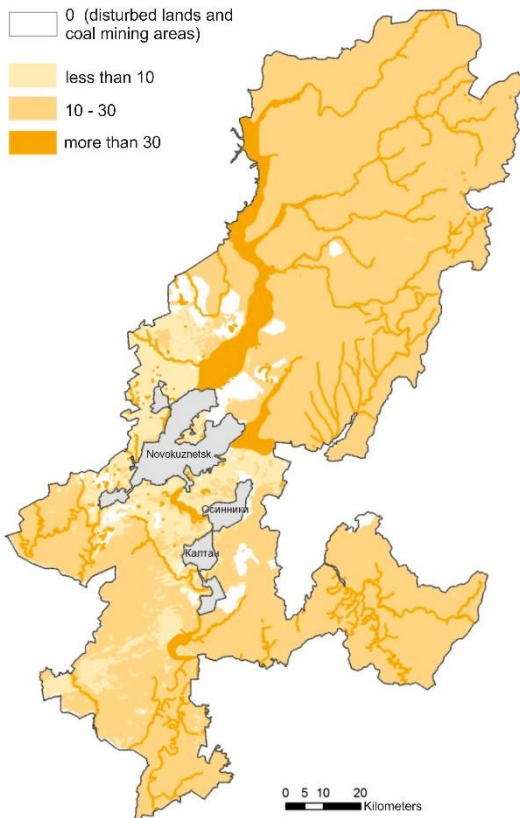 0 (disturbed lands and
coal mining areas)
less than 10
10 - 30
more than 30
Novokuznetsk
Осинники
Калтан
0 5 10 20
Kilometers